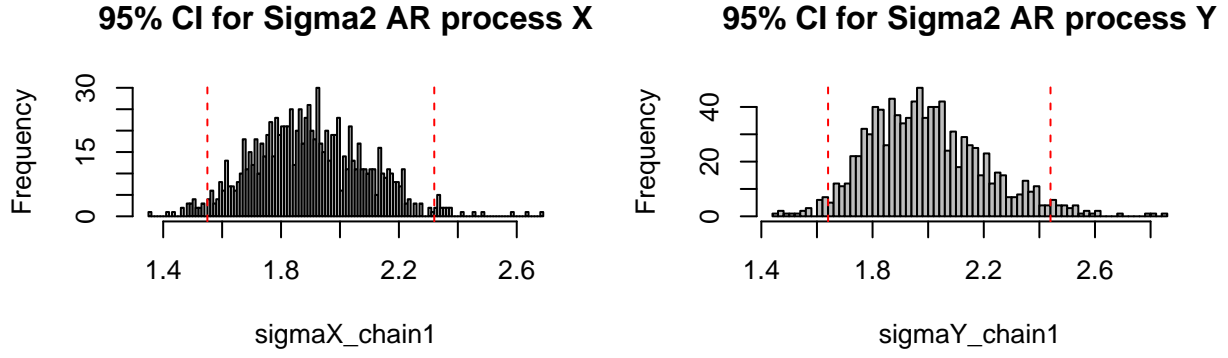 95% CI for Sigma2 AR process X
Frequency
0
15
30
1.4
1.8
2.2
2.6
sigmaX_chain1
95% CI for Sigma2 AR process Y
Frequency
0
20
40
1.4
1.8
2.2
2.6
sigmaY_chain1